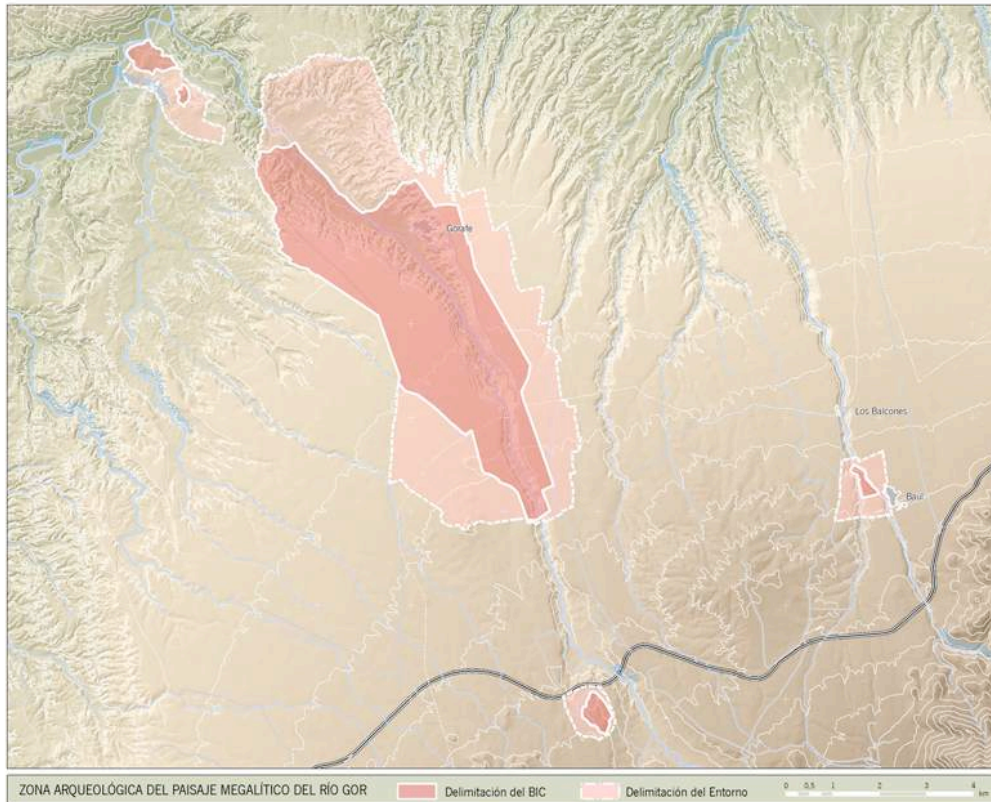 Gorafe
Los Balcones
Baúl
ZONA ARQUEOLÓGICA DEL PAISAJE MEGALÍTICO DEL RÍO GOR
Delimitación del BIC
Delimitación del Entorno
0 0,5 1 2 3 4
km